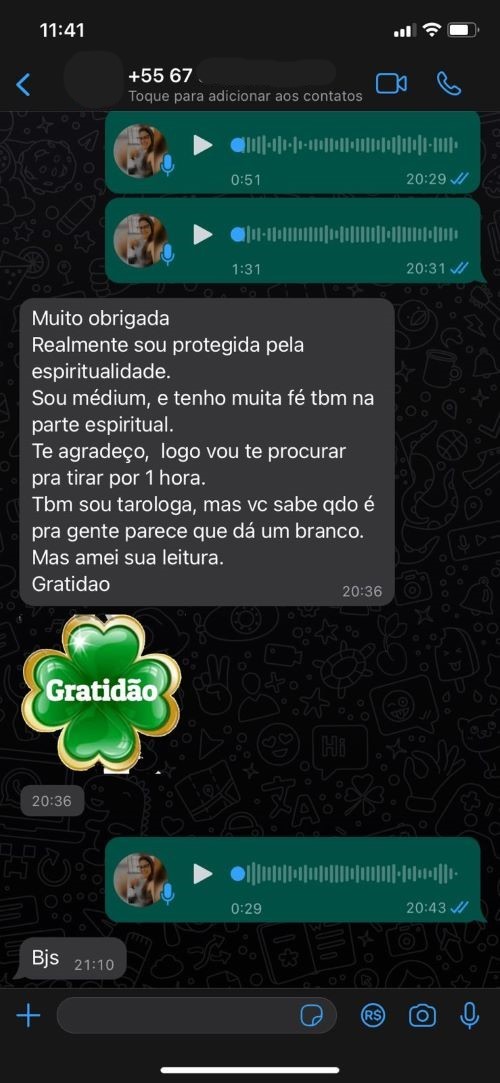 11:41
+55 67
Toque para adicionar aos contatos
0:51 20:29
1:31 20:31
Muito obrigada
Realmente sou protegida pela
espiritualidade.
Sou médium, e tenho muita fé tbm na
parte espiritual.
Te agradeço,  logo vou te procurar
pra tirar por 1 hora.
Tbm sou tarologa, mas vc sabe qdo é
pra gente parece que dá um branco.
Mas amei sua leitura.
Gratidao
20:36
Gratidão
20:36
0:29 20:43
Bjs 21:10
R$